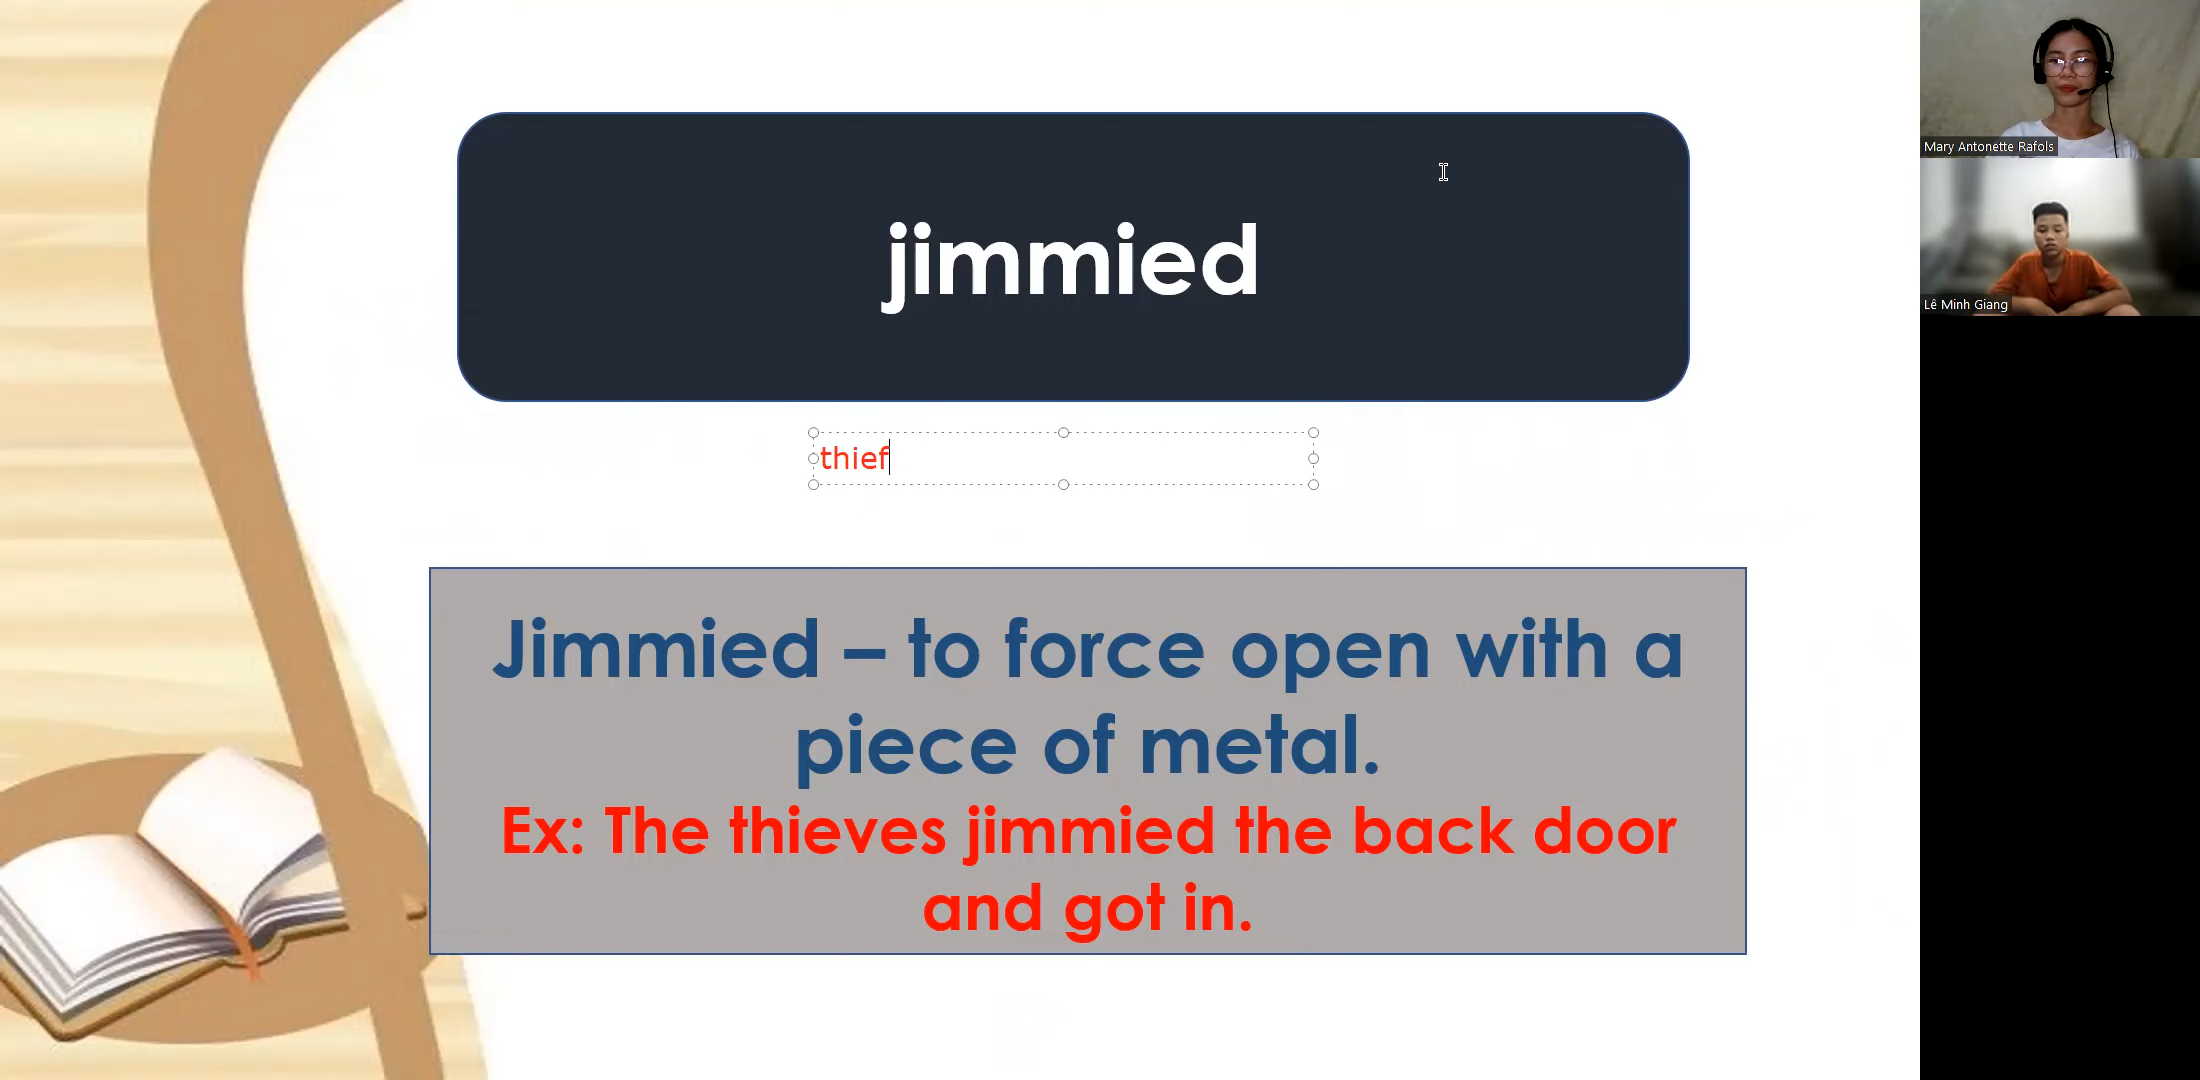 jimmied
thief
Jimmied – to force open with a
piece of metal.
Ex: The thieves jimmied the back door
and got in.
Mary Antonette Rafols
Lê Minh Giang